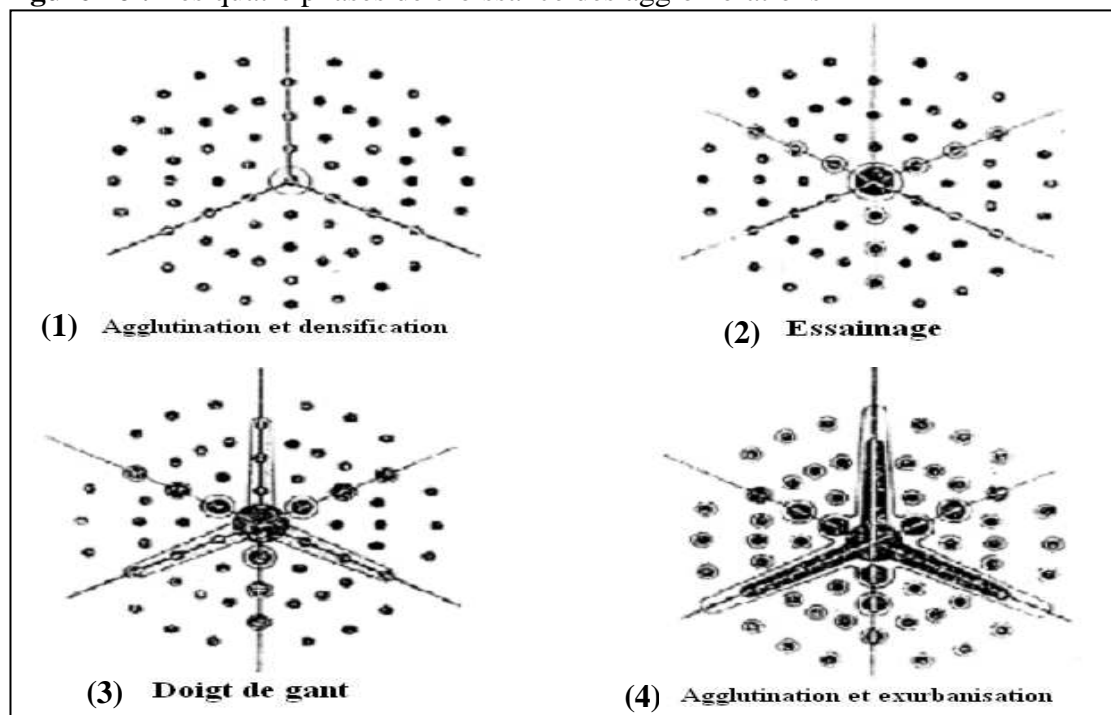 (1) Agglutination et densification
(2) Essaimage
(3) Doigt de gant
(4) Agglutination et exurbanisation